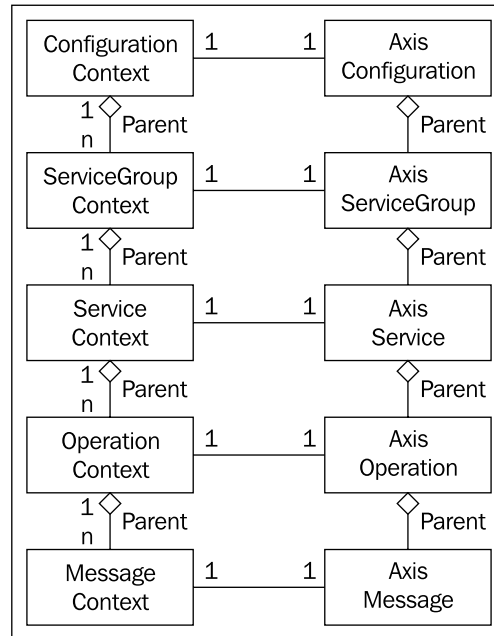 Configuration
Context
1
1
Axis
Configuration
1
Parent
n
Parent
ServiceGroup
Context
1
1
Axis
ServiceGroup
1
Parent
n
Parent
Service
Context
1
1
Axis
Service
1
Parent
n
Parent
Operation
Context
1
1
Axis
Operation
1
Parent
n
Parent
Message
Context
1
1
Axis
Message